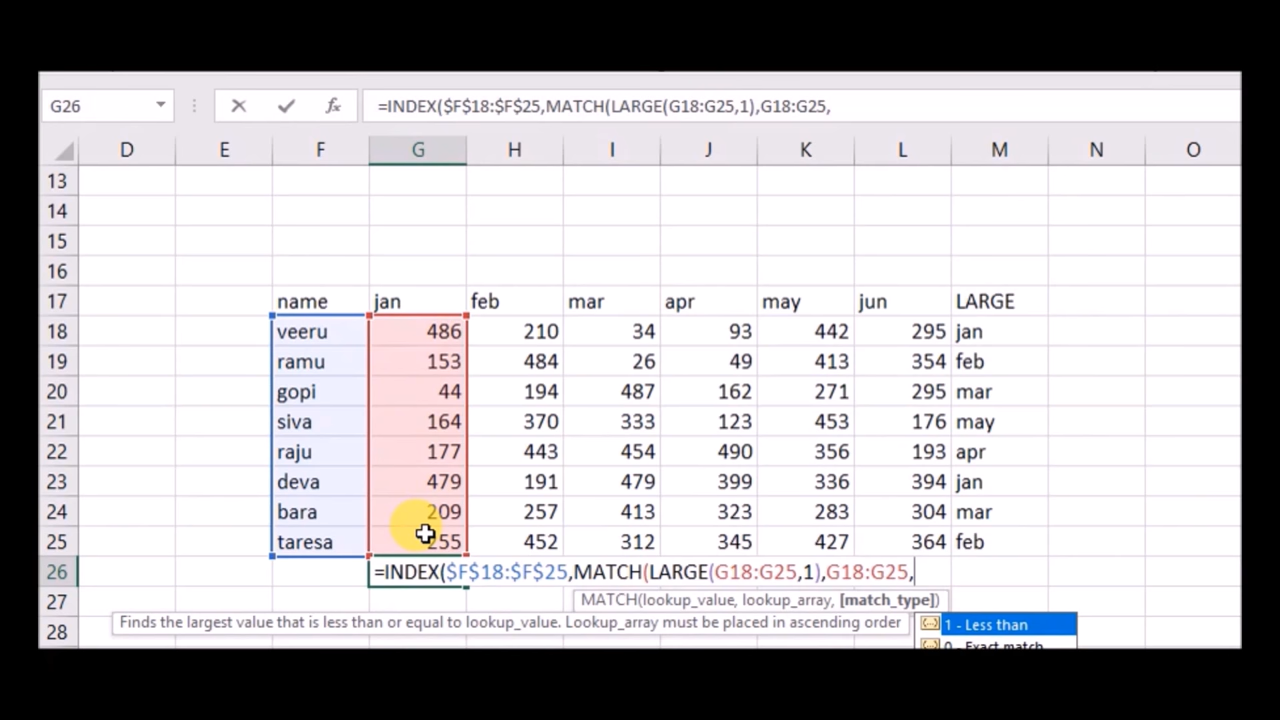 G26 fx =INDEX($F$18:$F$25,MATCH(LARGE(G18:G25,1),G18:G25,
D E F G H I J K L M N O
13
14
15
16
17 name jan feb mar apr may jun LARGE
18 veeru 486 210 34 93 442 295 jan
19 ramu 153 484 26 49 413 354 feb
20 gopi 44 194 487 162 271 295 mar
21 siva 164 370 333 123 453 176 may
22 raju 177 443 454 490 356 193 apr
23 deva 479 191 479 399 336 394 jan
24 bara 209 257 413 323 283 304 mar
25 taresa 255 452 312 345 427 364 feb
26 =INDEX($F$18:$F$25,MATCH(LARGE(G18:G25,1),G18:G25,
27 MATCH(lookup_value, lookup_array, [match_type])
28 Finds the largest value that is less than or equal to lookup_value. Lookup_array must be placed in ascending order 1 - Less than
0 - Exact match